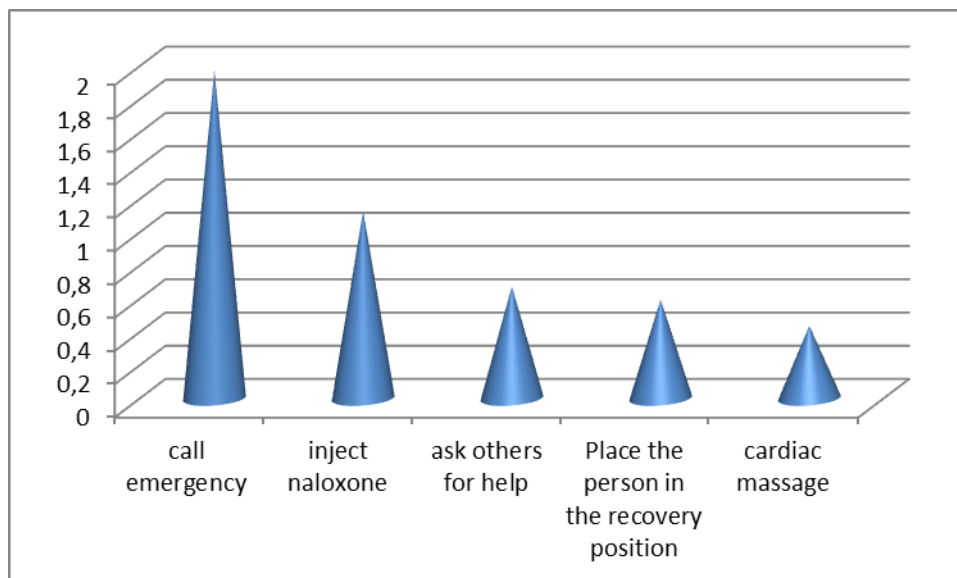 2
1,8
1,6
1,4
1,2
1
0,8
0,6
0,4
0,2
0
call
emergency
inject
naloxone
ask others
for help
Place the
person in
the recovery
position
cardiac
massage